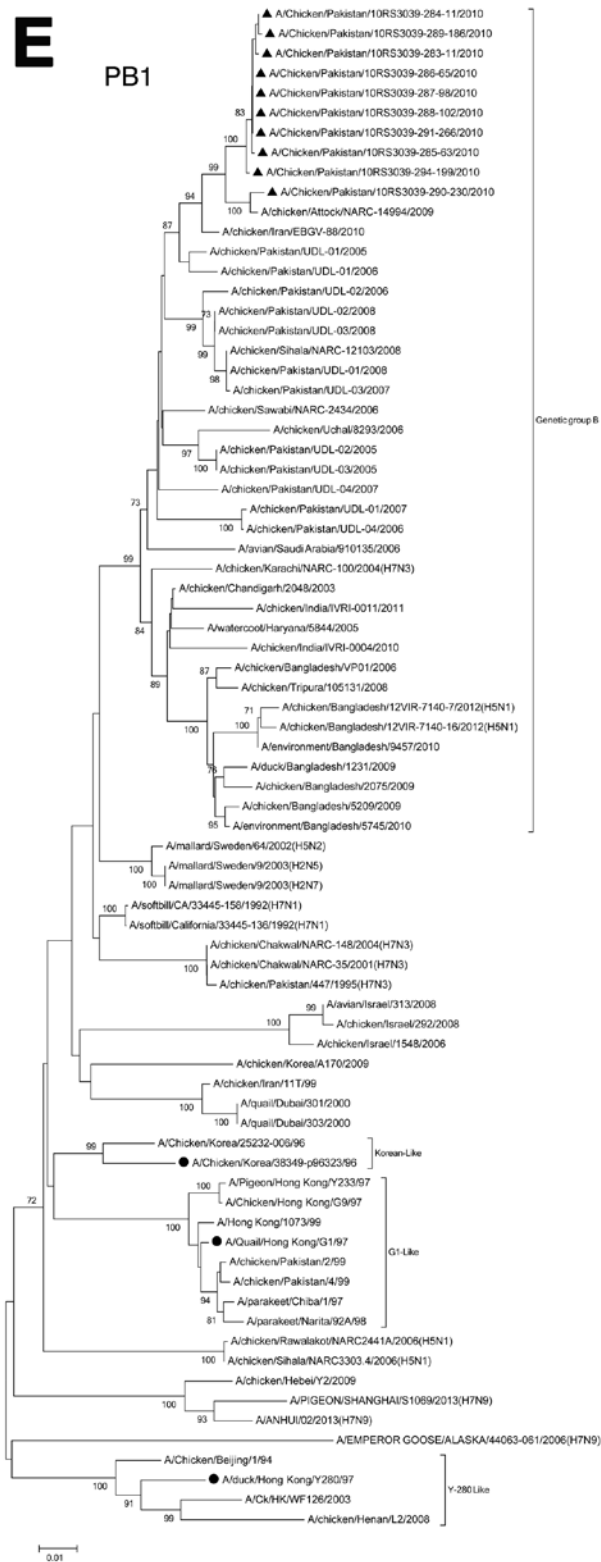 E
PB1
A/Chicken/Pakistan/10RS3039-284-11/2010
A/Chicken/Pakistan/10RS3039-289-186/2010
A/Chicken/Pakistan/10RS3039-283-11/2010
A/Chicken/Pakistan/10RS3039-286-65/2010
A/Chicken/Pakistan/10RS3039-287-98/2010
83
A/Chicken/Pakistan/10RS3039-288-102/2010
A/Chicken/Pakistan/10RS3039-291-266/2010
100
A/Chicken/Pakistan/10RS3039-285-63/2010
99
A/Chicken/Pakistan/10RS3039-294-199/2010
94
A/Chicken/Pakistan/10RS3039-290-230/2010
100
A/chicken/Attock/NARC-14994/2009
87
A/chicken/Iran/EBGV-88/2010
A/chicken/Pakistan/UDL-01/2005
A/chicken/Pakistan/UDL-01/2006
A/chicken/Pakistan/UDL-02/2006
73
A/chicken/Pakistan/UDL-02/2008
99
A/chicken/Pakistan/UDL-03/2008
99
A/chicken/Sihala/NARC-12103/2008
A/chicken/Pakistan/UDL-01/2008
98
A/chicken/Pakistan/UDL-03/2007
A/chicken/Sawabi/NARC-2434/2006
Genetic group B
A/chicken/Uchal/8293/2006
97
A/chicken/Pakistan/UDL-02/2005
100
A/chicken/Pakistan/UDL-03/2005
A/chicken/Pakistan/UDL-04/2007
73
A/chicken/Pakistan/UDL-01/2007
100
A/chicken/Pakistan/UDL-04/2006
A/avian/Saudi Arabia/910135/2006
99
A/chicken/Karachi/NARC-100/2004(H7N3)
A/chicken/Chandigarh/2048/2003
A/chicken/India/IVRI-0011/2011
84
A/watercoot/Haryana/5844/2005
A/chicken/India/IVRI-0004/2010
87
A/chicken/Bangladesh/VP01/2006
89
A/chicken/Tripura/105131/2008
71
A/chicken/Bangladesh/12VIR-7140-7/2012(H5N1)
100
100
A/chicken/Bangladesh/12VIR-7140-16/2012(H5N1)
A/environment/Bangladesh/9457/2010
76
A/duck/Bangladesh/1231/2009
A/chicken/Bangladesh/2075/2009
A/chicken/Bangladesh/5209/2009
95
A/environment/Bangladesh/5745/2010
A/mallard/Sweden/64/2002(H5N2)
100
A/mallard/Sweden/9/2003(H2N5)
100
A/mallard/Sweden/9/2003(H2N7)
A/softbill/CA/33445-158/1992(H7N1)
100
A/softbill/California/33445-136/1992(H7N1)
A/chicken/Chakwal/NARC-148/2004(H7N3)
A/chicken/Chakwal/NARC-35/2001(H7N3)
100
A/chicken/Pakistan/447/1995(H7N3)
99
A/avian/Israel/313/2008
100
A/chicken/Israel/292/2008
A/chicken/Israel/1548/2006
A/chicken/Korea/A170/2009
A/chicken/Iran/11T/99
100
A/quail/Dubai/301/2000
100
A/quail/Dubai/303/2000
99
A/Chicken/Korea/25232-006/96
Korean-Like
A/Chicken/Korea/38349-p96323/96
A/Pigeon/Hong Kong/Y233/97
100
A/Chicken/Hong Kong/G9/97
72
100
A/Hong Kong/1073/99
A/Quail/Hong Kong/G1/97
G1-Like
A/chicken/Pakistan/2/99
A/chicken/Pakistan/4/99
94
A/parakeet/Chiba/1/97
81
A/parakeet/Narita/92A/98
A/chicken/Rawalakot/NARC2441A/2006(H5N1)
100
A/chicken/Sihala/NARC3303.4/2006(H5N1)
A/chicken/Hebei/Y2/2009
100
A/PIGEON/SHANGHAI/S1069/2013(H7N9)
93
A/ANHUI/02/2013(H7N9)
A/EMPEROR GOOSE/ALASKA/44063-061/2006(H7N9)
A/Chicken/Beijing/1/94
100
A/duck/Hong Kong/Y280/97
91
A/Ck/HK/WF126/2003
Y-280 Like
99
A/chicken/Henan/L2/2008
0.01